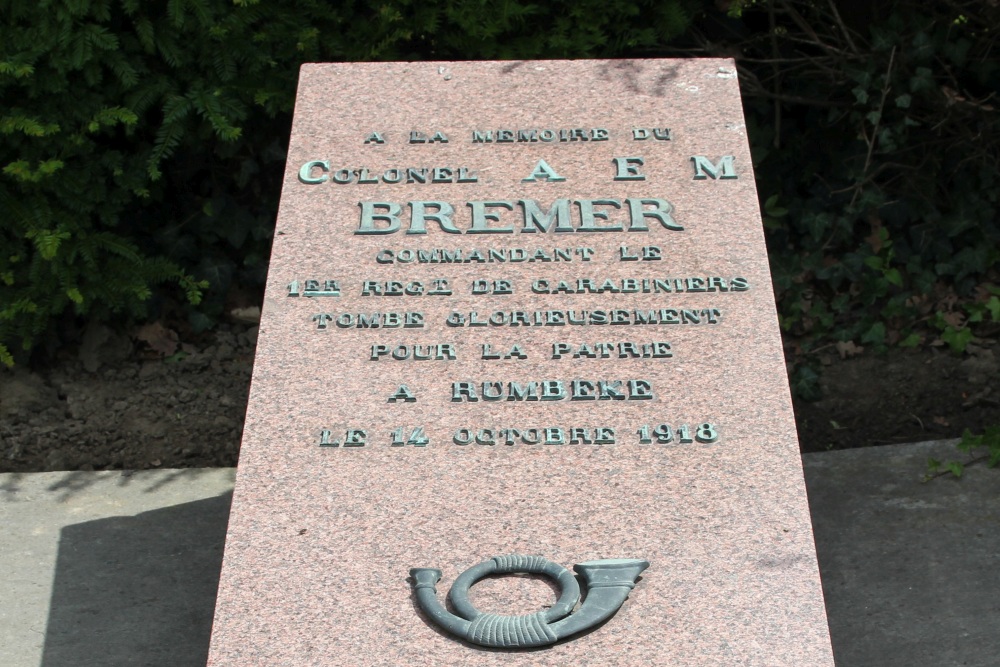 A LA MEMOIRE DU
COLONEL A E M
BREMER
COMMANDANT LE
1ER REGT DE CARABINIERS
TOMBE GLORIEUSEMENT
POUR LA PATRIE
A RUMBEKE
LE 14 OCTOBRE 1918